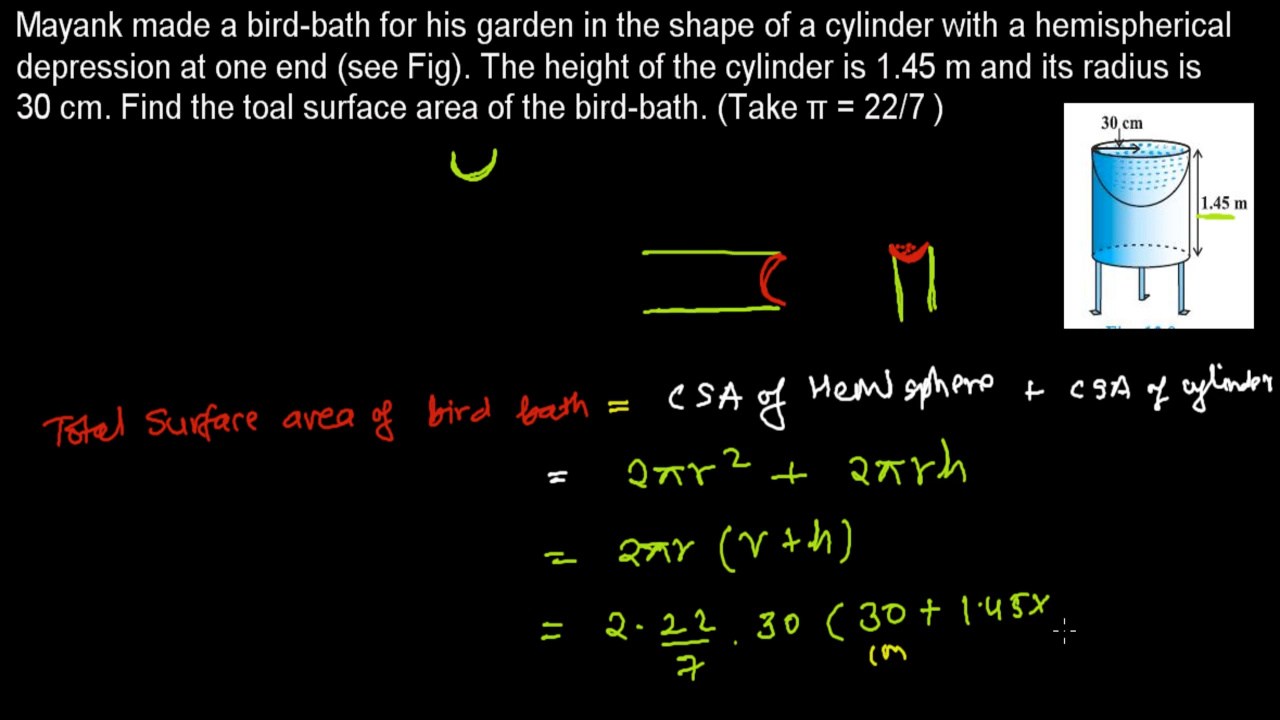 Mayank made a bird-bath for his garden in the shape of a cylinder with a hemispherical
depression at one end (see Fig). The height of the cylinder is 1.45 m and its radius is
30 cm. Find the toal surface area of the bird-bath. (Take π = 22/7 )
30 cm
1.45 m
Total Surface area of bird bath = CSA of Hemisphere + CSA of cylinder
= 2πr² + 2πrh
= 2πr (r+h)
= 2 · 22/7 . 30 (30 + 1.45x
cm